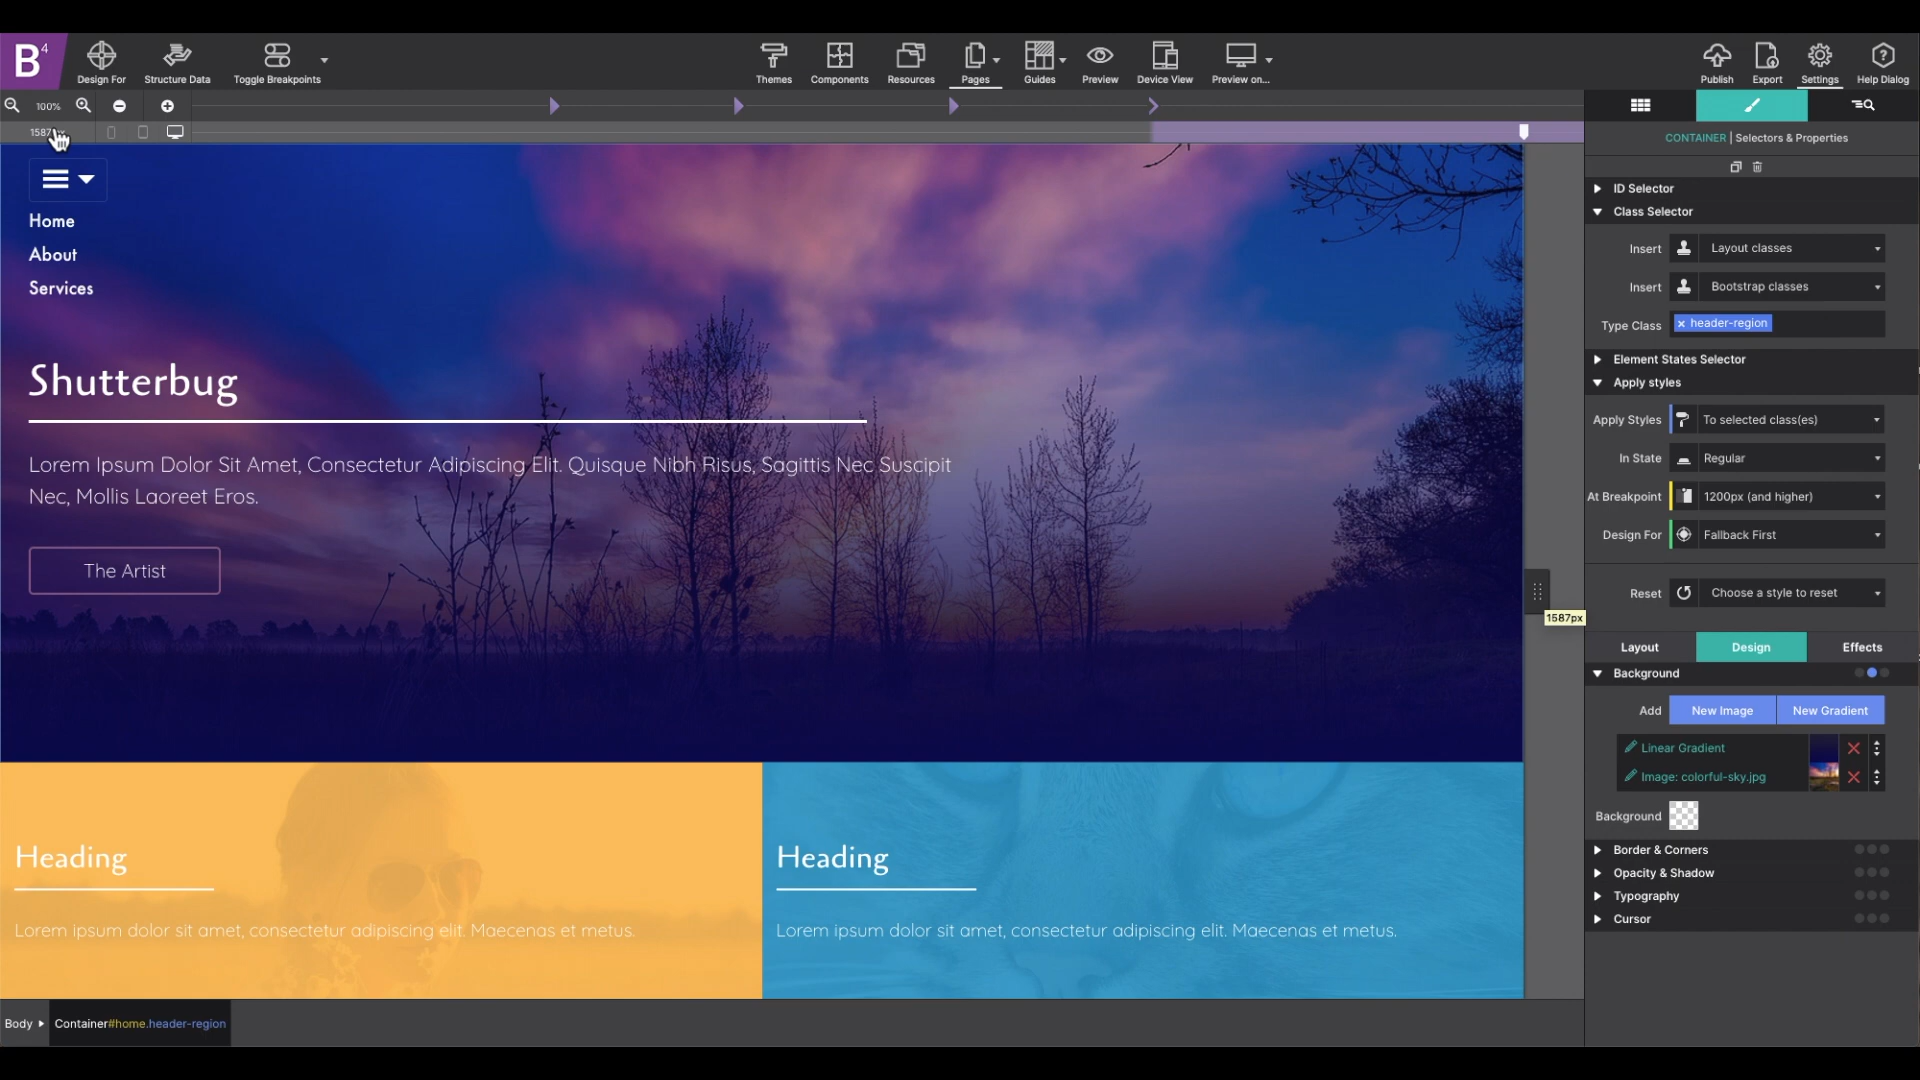 B4
Design For
Structure Data
Toggle Breakpoints
Themes
Components
Resources
Pages
Guides
Preview
Device View
Preview on...
Publish
Export
Settings
Help Dialog
100%
1587
CONTAINER | Selectors & Properties
Home
About
Services
Shutterbug
Lorem Ipsum Dolor Sit Amet, Consectetur Adipiscing Elit. Quisque Nibh Risus, Sagittis Nec Suscipit
Nec, Mollis Laoreet Eros.
The Artist
1587px
Heading
Lorem ipsum dolor sit amet, consectetur adipiscing elit. Maecenas et metus.
Heading
Lorem ipsum dolor sit amet, consectetur adipiscing elit. Maecenas et metus.
ID Selector
Class Selector
Insert Layout classes
Insert Bootstrap classes
Type Class × header-region
Element States Selector
Apply styles
Apply Styles To selected class(es)
In State Regular
At Breakpoint 1200px (and higher)
Design For Fallback First
Reset Choose a style to reset
Layout Design Effects
Background
Add New Image New Gradient
Linear Gradient
Image: colorful-sky.jpg
Background
Border & Corners
Opacity & Shadow
Typography
Cursor
Body Container#home.header-region